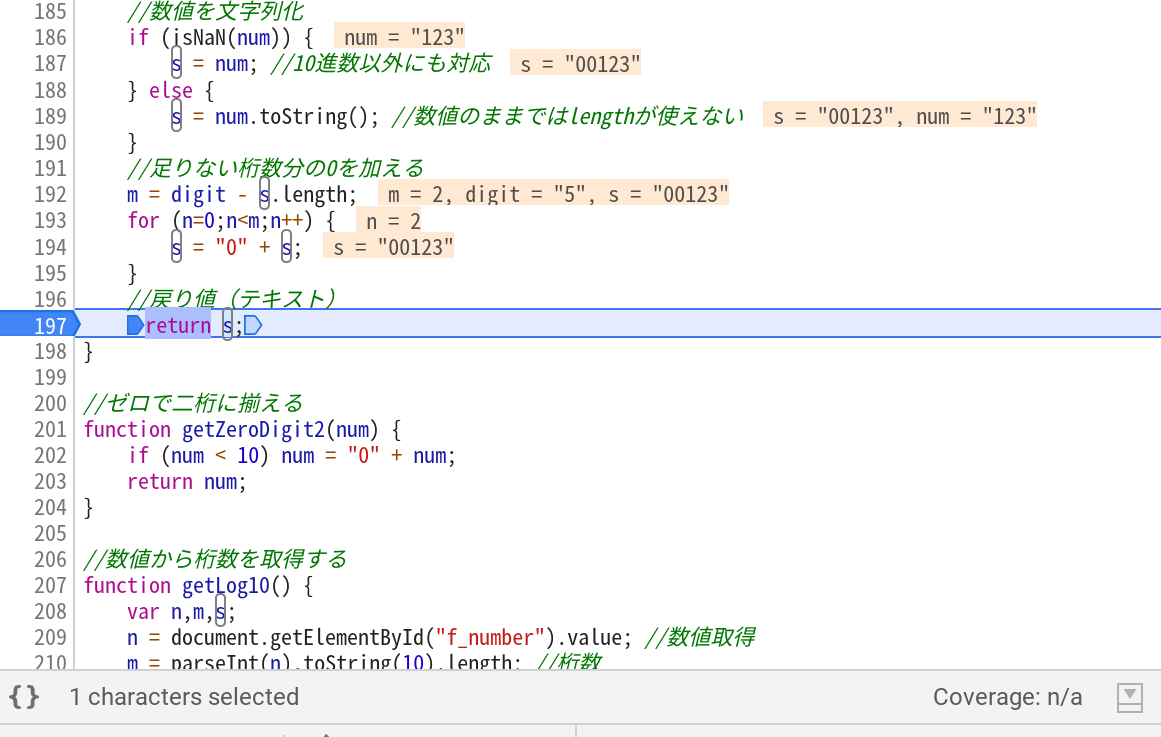 185 //数値を文字列化
186 if (isNaN(num)) { num = "123"
187 s = num; //10進数以外にも対応 s = "00123"
188 } else {
189 s = num.toString(); //数値のままではlengthが使えない s = "00123", num = "123"
190 }
191 //足りない桁数分の0を加える
192 m = digit - s.length; m = 2, digit = "5", s = "00123"
193 for (n=0;n<m;n++) { n = 2
194 s = "0" + s; s = "00123"
195 }
196 //戻り値（テキスト）
197 return s;
198 }
199
200 //ゼロで二桁に揃える
201 function getZeroDigit2(num) {
202 if (num < 10) num = "0" + num;
203 return num;
204 }
205
206 //数値から桁数を取得する
207 function getLog10() {
208 var n,m,s;
209 n = document.getElementById("f_number").value; //数値取得
210 m = parseInt(n).toString(10).length; //桁数
{} 1 characters selected Coverage: n/a